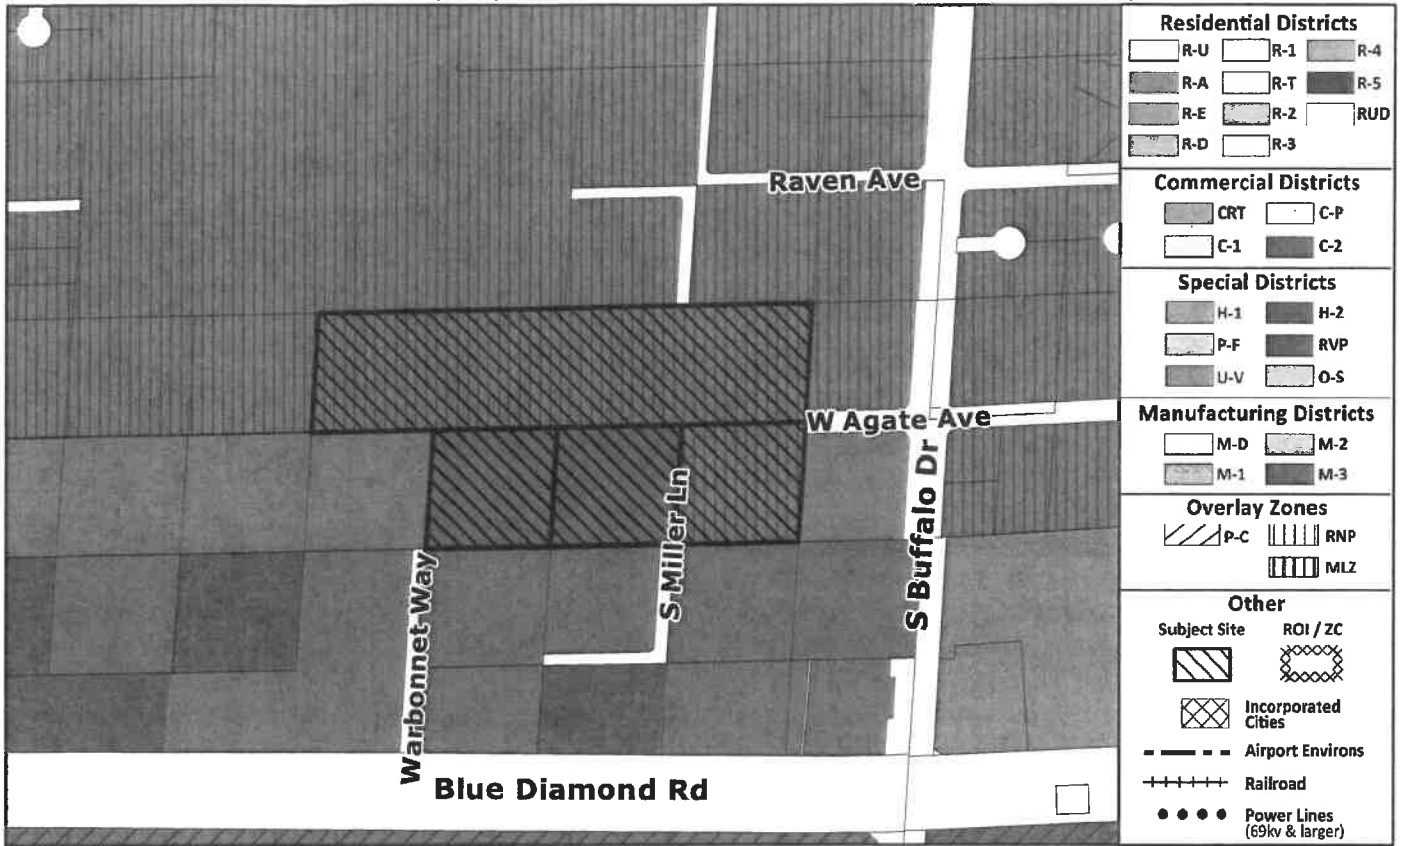 Raven Ave
W Agate Ave
S Buffalo Dr
S Miller Ln
Warbonnet Way
Blue Diamond Rd
Residential Districts
R-U R-1 R-4
R-A R-T R-5
R-E R-2 RUD
R-D R-3
Commercial Districts
CRT C-P
C-1 C-2
Special Districts
H-1 H-2
P-F RVP
U-V O-S
Manufacturing Districts
M-D M-2
M-1 M-3
Overlay Zones
P-C RNP
MLZ
Other
Subject Site ROI / ZC
Incorporated
Cities
Airport Environs
Railroad
Power Lines
(69kv & larger)